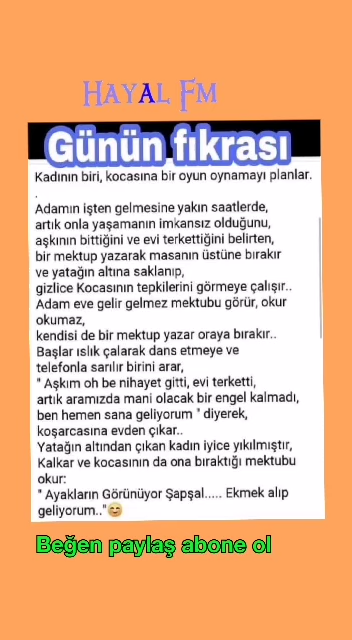 HAYAL FM
Günün fıkrası
Kadının biri, kocasına bir oyun oynamayı planlar.
.
Adamın işten gelmesine yakın saatlerde,
artık onla yaşamanın imkansız olduğunu,
aşkının bittiğini ve evi terkettiğini belirten,
bir mektup yazarak masanın üstüne bırakır
ve yatağın altına saklanıp,
gizlice Kocasının tepkilerini görmeye çalışır..
Adam eve gelir gelmez mektubu görür, okur
okumaz,
kendisi de bir mektup yazar oraya bırakır..
Başlar ıslık çalarak dans etmeye ve
telefonla sarılır birini arar,
" Aşkım oh be nihayet gitti, evi terketti,
artık aramızda mani olacak bir engel kalmadı,
ben hemen sana geliyorum " diyerek,
koşarcasına evden çıkar..
Yatağın altından çıkan kadın iyice yıkılmıştır,
Kalkar ve kocasının da ona bıraktığı mektubu
okur:
" Ayakların Görünüyor Şapşal..... Ekmek alıp
geliyorum.."😊
Beğen paylaş abone ol